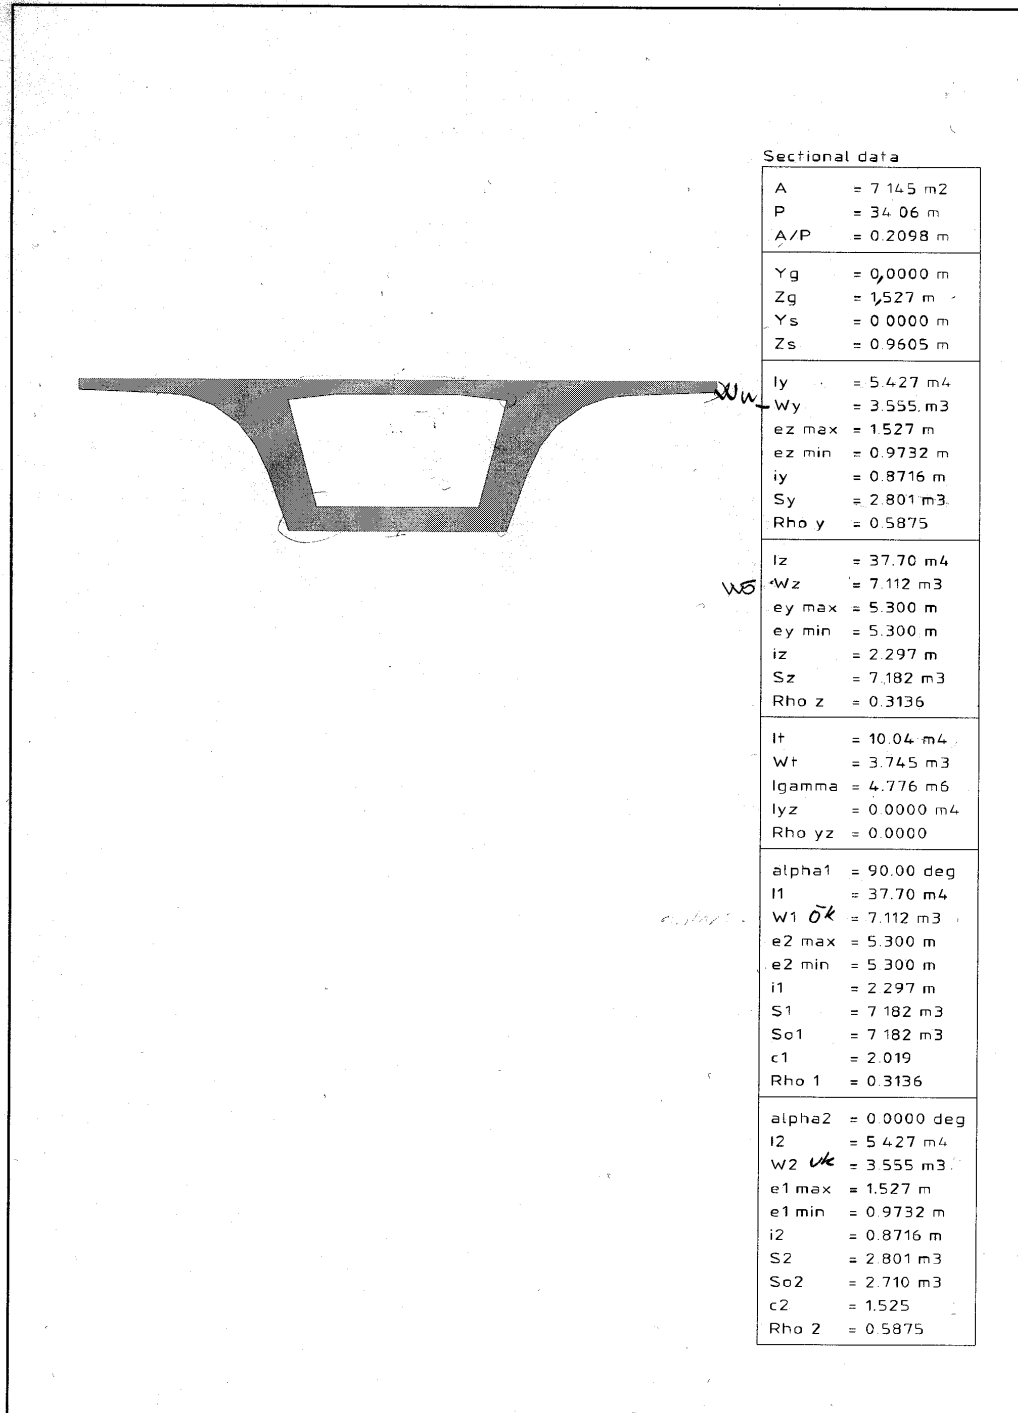 Sectional data
A = 7.145 m2
P = 34.06 m
A/P = 0.2098 m
Yg = 0,0000 m
Zg = 1,527 m
Ys = 0.0000 m
Zs = 0.9605 m
Iy = 5.427 m4
Wy = 3.555 m3
ez max = 1.527 m
ez min = 0.9732 m
iy = 0.8716 m
Sy = 2.801 m3
Rho y = 0.5875
Iz = 37.70 m4
Wz = 7.112 m3
ey max = 5.300 m
ey min = 5.300 m
iz = 2.297 m
Sz = 7.182 m3
Rho z = 0.3136
It = 10.04 m4
Wt = 3.745 m3
Igamma = 4.776 m6
Iyz = 0.0000 m4
Rho yz = 0.0000
alpha1 = 90.00 deg
I1 = 37.70 m4
W1 ök = 7.112 m3
e2 max = 5.300 m
e2 min = 5.300 m
i1 = 2.297 m
S1 = 7.182 m3
So1 = 7.182 m3
c1 = 2.019
Rho 1 = 0.3136
alpha2 = 0.0000 deg
I2 = 5.427 m4
W2 uk = 3.555 m3
e1 max = 1.527 m
e1 min = 0.9732 m
i2 = 0.8716 m
S2 = 2.801 m3
So2 = 2.710 m3
c2 = 1.525
Rho 2 = 0.5875